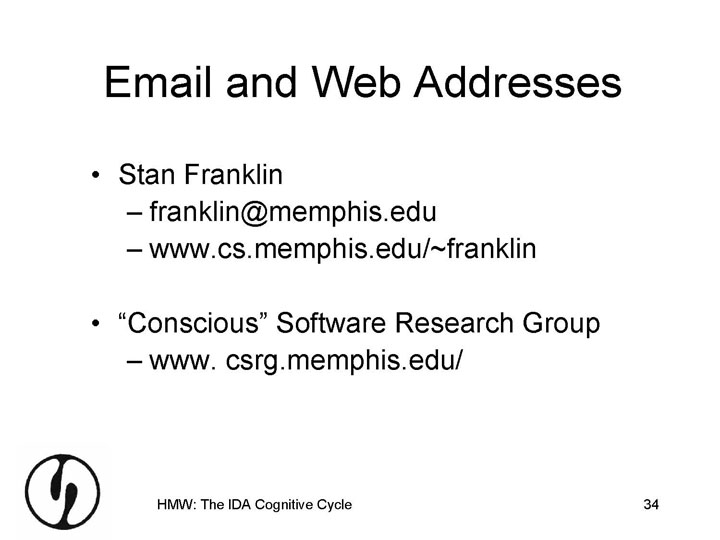 Email and Web Addresses
• Stan Franklin
– franklin@memphis.edu
– www.cs.memphis.edu/~franklin
• “Conscious” Software Research Group
– www. csrg.memphis.edu/
HMW: The IDA Cognitive Cycle
34